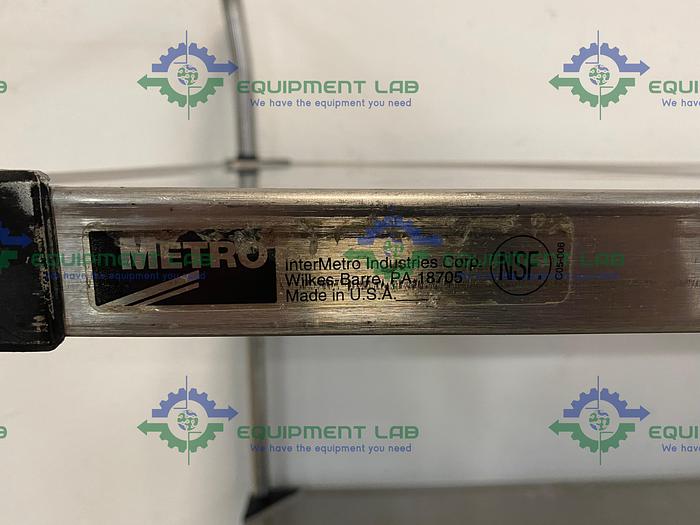 EQUIPMENT LAB
We have the equipment you need
EQUIPMENT LAB
We have the equipment you need
METRO
InterMetro Industries Corp.
Wilkes-Barre, PA 18705
Made in U.S.A.
NSF.
EQUIPMENT LAB
We have the equipment you need
EQUIPMENT LAB
We have the equipment you need